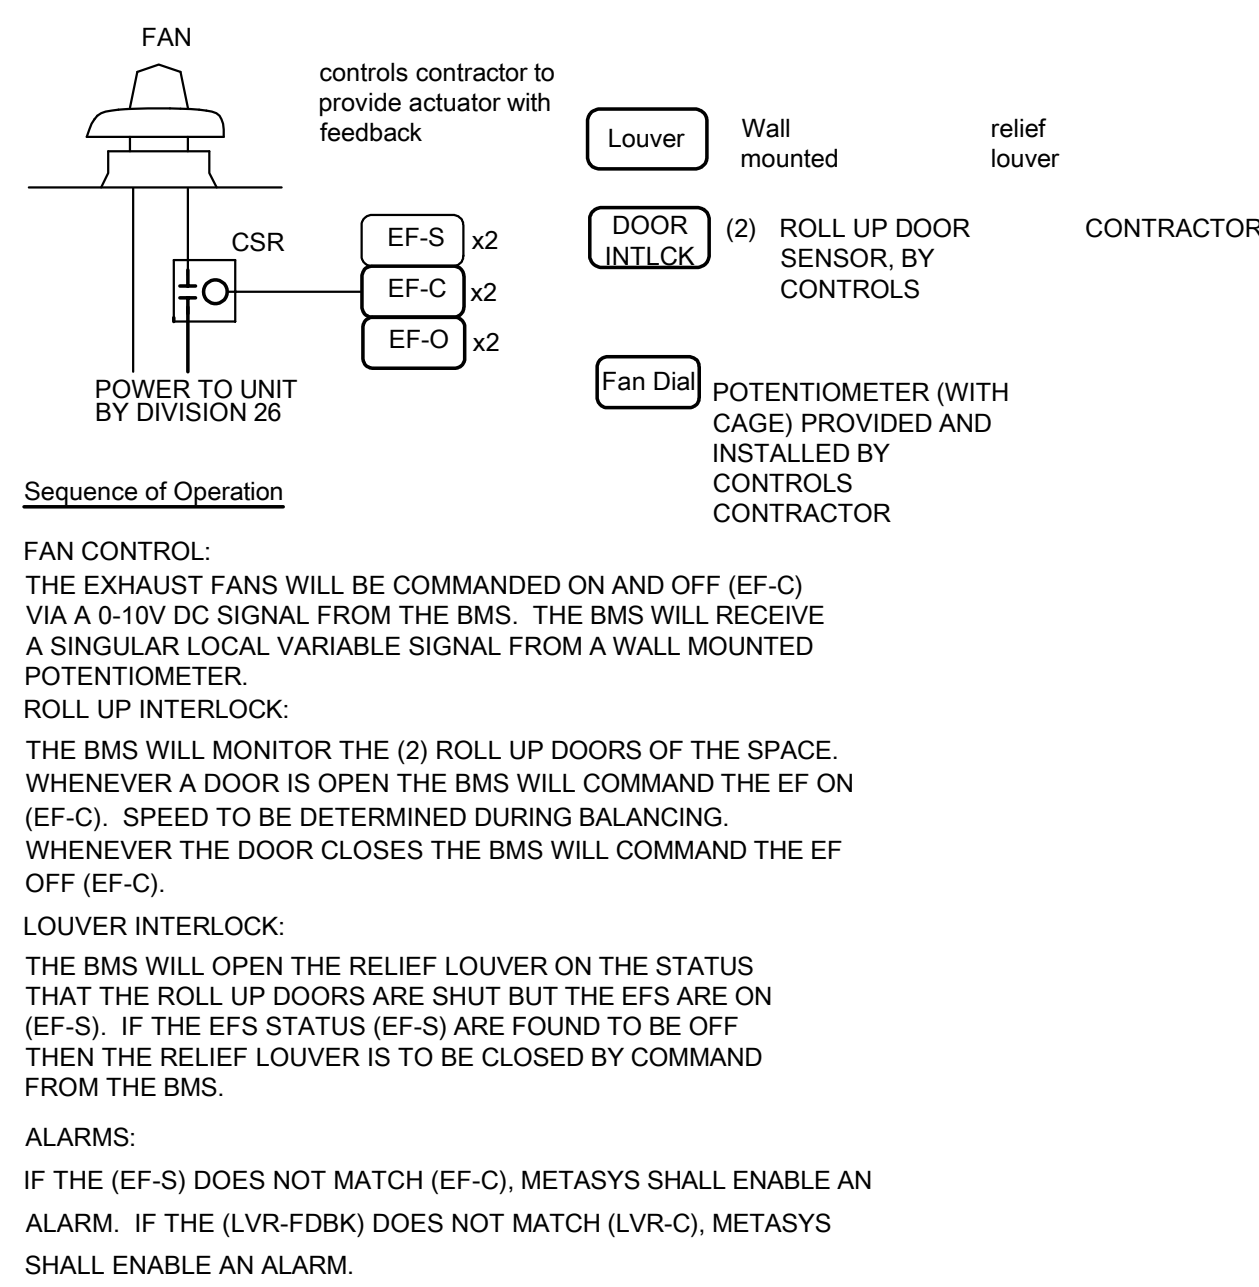 FAN
controls contractor to
provide actuator with
feedback
Louver
Wall
mounted
relief
louver
CSR
EF-S x2
EF-C x2
EF-O x2
DOOR
INTLCK
(2) ROLL UP DOOR
SENSOR, BY
CONTROLS
CONTRACTOR
POWER TO UNIT
BY DIVISION 26
Fan Dial
POTENTIOMETER (WITH
CAGE) PROVIDED AND
INSTALLED BY
CONTROLS
CONTRACTOR
Sequence of Operation
FAN CONTROL:
THE EXHAUST FANS WILL BE COMMANDED ON AND OFF (EF-C)
VIA A 0-10V DC SIGNAL FROM THE BMS. THE BMS WILL RECEIVE
A SINGULAR LOCAL VARIABLE SIGNAL FROM A WALL MOUNTED
POTENTIOMETER.
ROLL UP INTERLOCK:
THE BMS WILL MONITOR THE (2) ROLL UP DOORS OF THE SPACE.
WHENEVER A DOOR IS OPEN THE BMS WILL COMMAND THE EF ON
(EF-C). SPEED TO BE DETERMINED DURING BALANCING.
WHENEVER THE DOOR CLOSES THE BMS WILL COMMAND THE EF
OFF (EF-C).
LOUVER INTERLOCK:
THE BMS WILL OPEN THE RELIEF LOUVER ON THE STATUS
THAT THE ROLL UP DOORS ARE SHUT BUT THE EFS ARE ON
(EF-S). IF THE EFS STATUS (EF-S) ARE FOUND TO BE OFF
THEN THE RELIEF LOUVER IS TO BE CLOSED BY COMMAND
FROM THE BMS.
ALARMS:
IF THE (EF-S) DOES NOT MATCH (EF-C), METASYS SHALL ENABLE AN
ALARM. IF THE (LVR-FDBK) DOES NOT MATCH (LVR-C), METASYS
SHALL ENABLE AN ALARM.